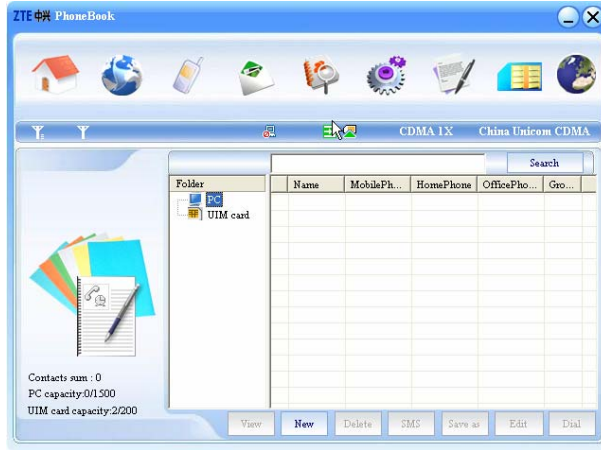 ZTE中兴 PhoneBook
CDMA 1X China Unicom CDMA
Search
Folder Name MobilePh... HomePhone OfficePho... Gro...
PC
UIM card
Contacts sum : 0
PC capacity:0/1500
UIM card capacity:2/200
View New Delete SMS Save as Edit Dial